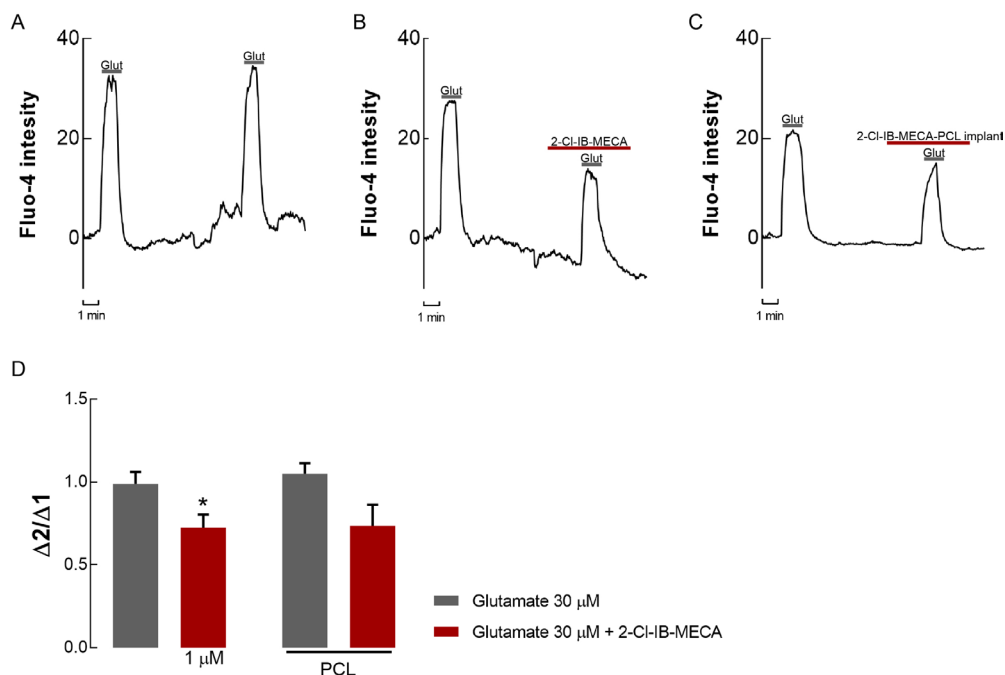 A
40
20
0
Fluo-4 intesity
Glut
Glut
1 min
B
40
20
0
Fluo-4 intesity
Glut
2-Cl-IB-MECA
Glut
1 min
C
40
20
0
Fluo-4 intesity
Glut
2-Cl-IB-MECA-PCL implant
Glut
1 min
D
1.5
1.0
0.5
0.0
Δ2/Δ1
*
1 μM
PCL
Glutamate 30 μM
Glutamate 30 μM + 2-Cl-IB-MECA